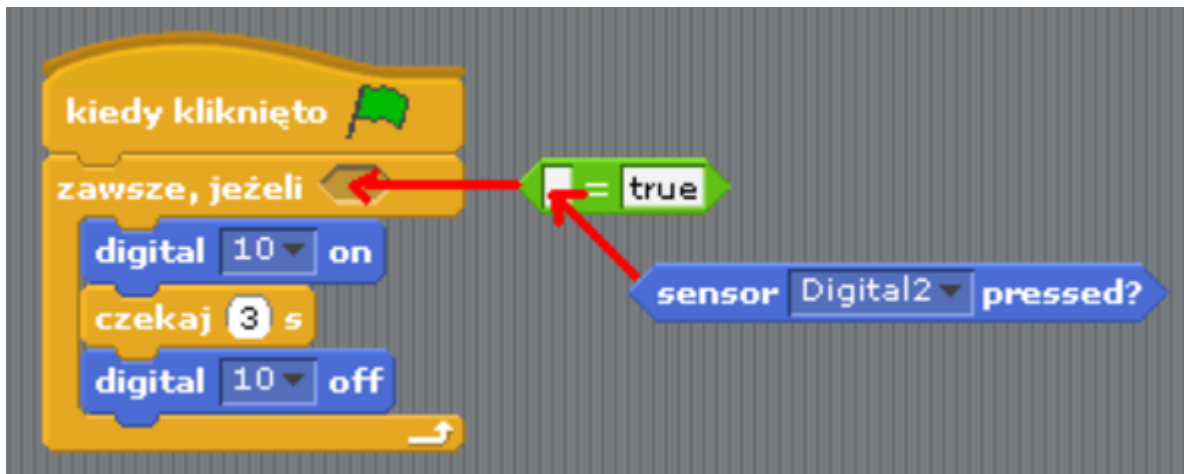 kiedy kliknięto
zawsze, jeżeli
= true
digital 10 on
sensor Digital2 pressed?
czekaj 3 s
digital 10 off